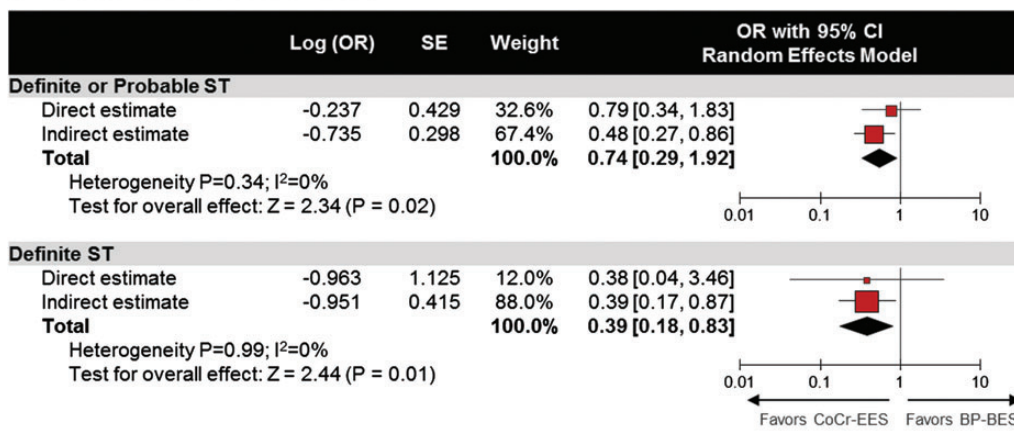 Log (OR) SE Weight OR with 95% CI
Random Effects Model
Definite or Probable ST
Direct estimate -0.237 0.429 32.6% 0.79 [0.34, 1.83]
Indirect estimate -0.735 0.298 67.4% 0.48 [0.27, 0.86]
Total 100.0% 0.74 [0.29, 1.92]
Heterogeneity P=0.34; I²=0%
Test for overall effect: Z = 2.34 (P = 0.02)
0.01 0.1 1 10
Definite ST
Direct estimate -0.963 1.125 12.0% 0.38 [0.04, 3.46]
Indirect estimate -0.951 0.415 88.0% 0.39 [0.17, 0.87]
Total 100.0% 0.39 [0.18, 0.83]
Heterogeneity P=0.99; I²=0%
Test for overall effect: Z = 2.44 (P = 0.01)
0.01 0.1 1 10
Favors CoCr-EES Favors BP-BES